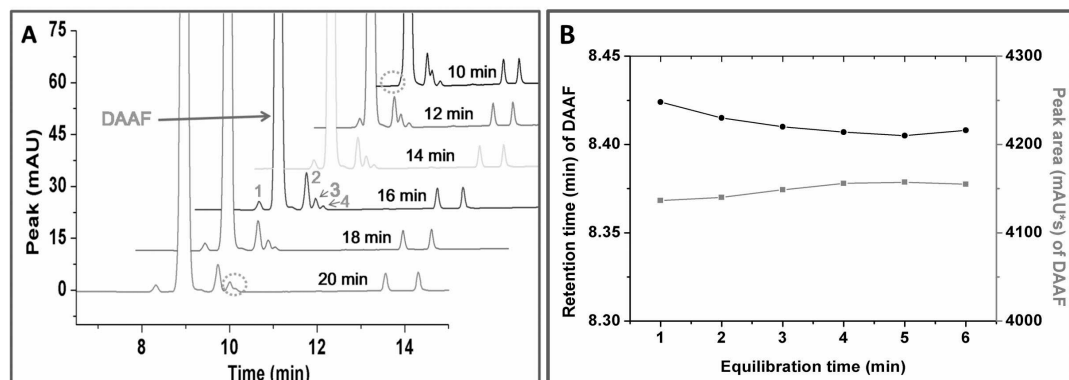 A
75
60
45
30
15
0
Peak (mAU)
DAAF
10 min
12 min
14 min
16 min
18 min
20 min
1
2
3
4
8
10
12
14
Time (min)
B
8.45
8.40
8.35
8.30
Retention time (min) of DAAF
4300
4200
4100
4000
Peak area (mAU*s) of DAAF
1
2
3
4
5
6
Equilibration time (min)